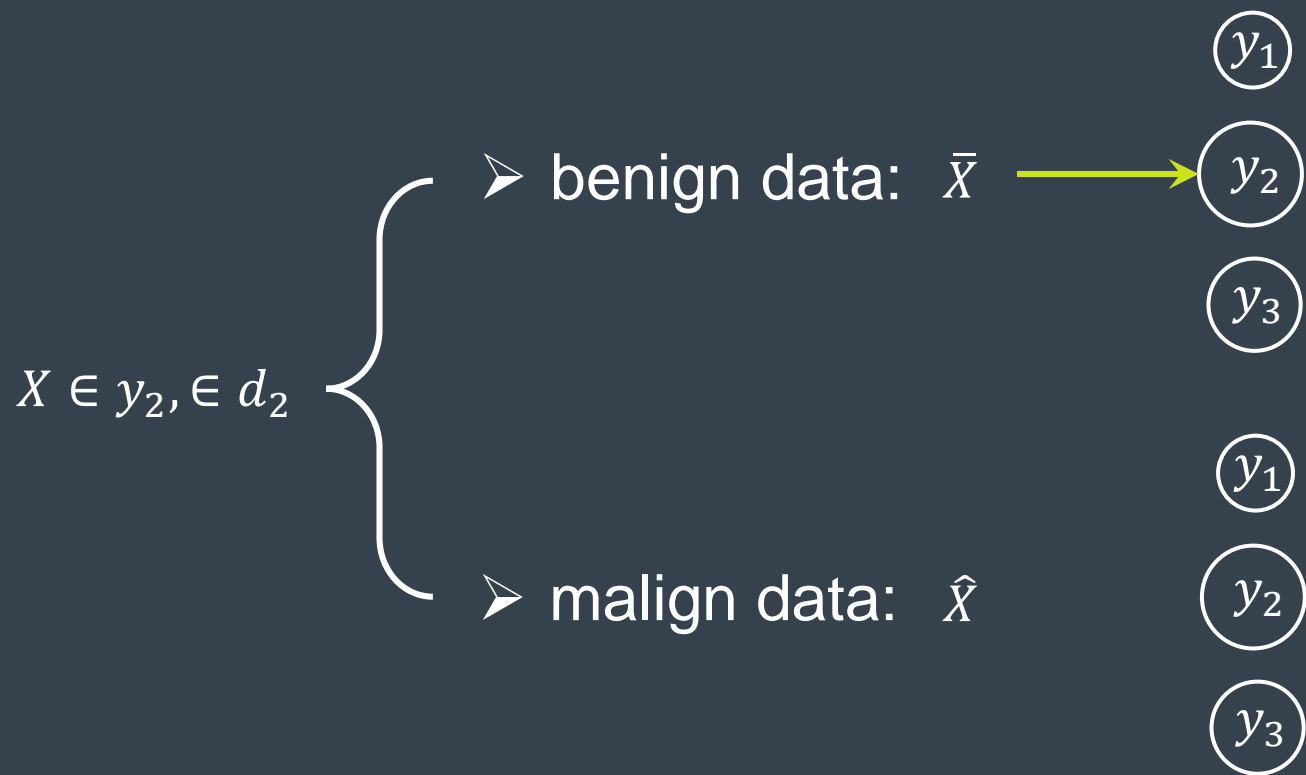 y₁
➢ benign data: X̄
y₂
y₃
X ∈ y₂, ∈ d₂
y₁
➢ malign data: X̂
y₂
y₃